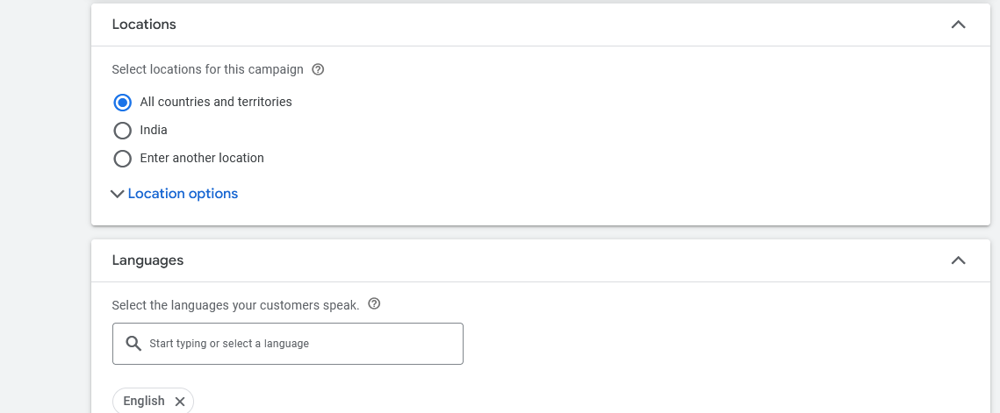 Locations
Select locations for this campaign
All countries and territories
India
Enter another location
Location options
Languages
Select the languages your customers speak.
Start typing or select a language
English